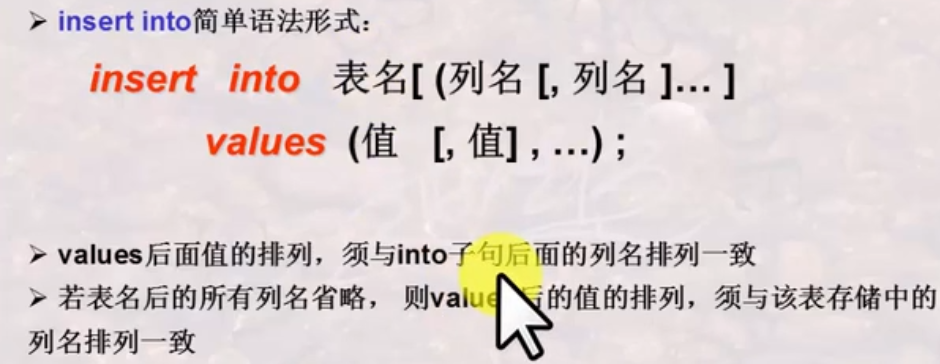 ➢ insert into简单语法形式：
insert into 表名[ (列名 [, 列名 ]... ]
values (值 [, 值] , ...) ;
➢ values后面值的排列，须与into子句后面的列名排列一致
➢ 若表名后的所有列名省略， 则value 后的值的排列，须与该表存储中的
列名排列一致